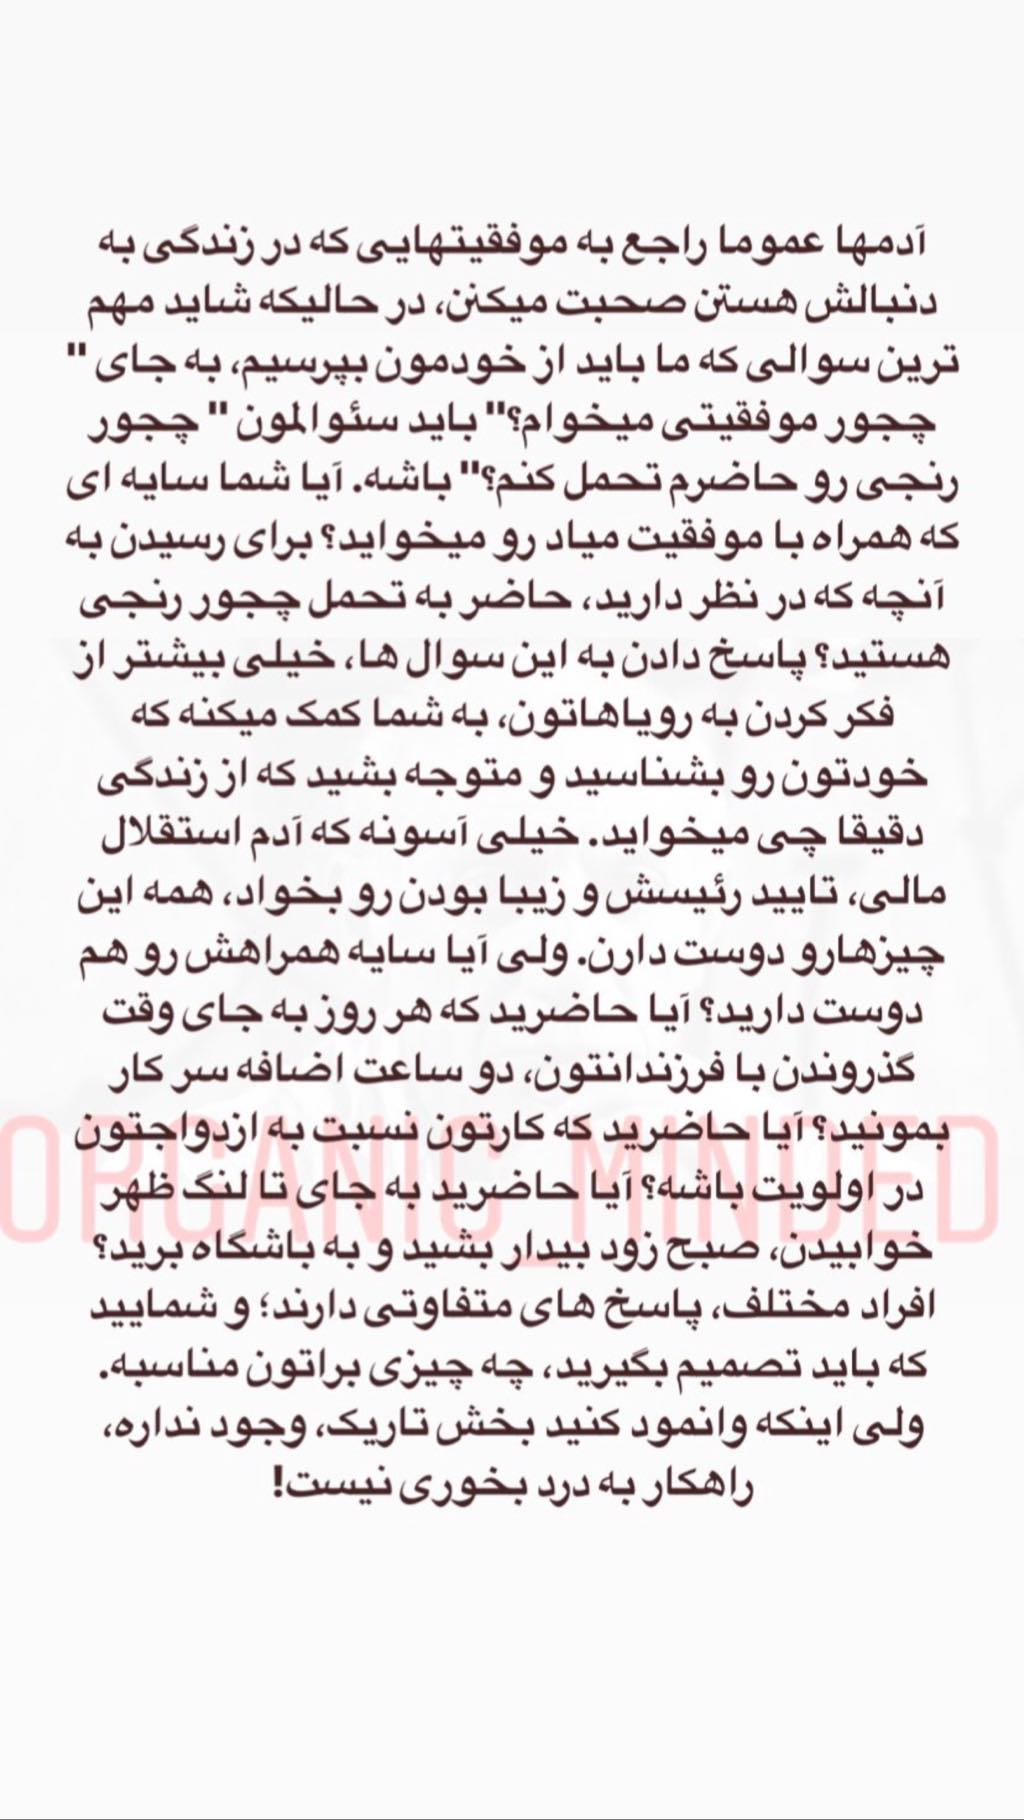 آدمها عموما راجع به موفقیتهایی که در زندگی به
دنبالش هستن صحبت میکنن، در حالیکه شاید مهم
ترین سوالی که ما باید از خودمون بپرسیم، به جای "
چجور موفقیتی میخوام؟" باید سئوالمون " چجور
رنجی رو حاضرم تحمل کنم؟" باشه. آیا شما سایه ای
که همراه با موفقیت میاد رو میخواید؟ برای رسیدن به
آنچه که در نظر دارید، حاضر به تحمل چجور رنجی
هستید؟ پاسخ دادن به این سوال ها، خیلی بیشتر از
فکر کردن به رویاهاتون، به شما کمک میکنه که
خودتون رو بشناسید و متوجه بشید که از زندگی
دقیقا چی میخواید. خیلی آسونه که آدم استقلال
مالی، تایید رئیسش و زیبا بودن رو بخواد، همه این
چیزهارو دوست دارن. ولی آیا سایه همراهش رو هم
دوست دارید؟ آیا حاضرید که هر روز به جای وقت
گذروندن با فرزندانتون، دو ساعت اضافه سر کار
بمونید؟ آیا حاضرید که کارتون نسبت به ازدواجتون
در اولویت باشه؟ آیا حاضرید به جای تا لنگ ظهر
خوابیدن، صبح زود بیدار بشید و به باشگاه برید؟
افراد مختلف، پاسخ های متفاوتی دارند؛ و شمایید
که باید تصمیم بگیرید، چه چیزی براتون مناسبه.
ولی اینکه وانمود کنید بخش تاریک، وجود نداره،
راهکار به درد بخوری نیست!
ORGANIC_MINDED